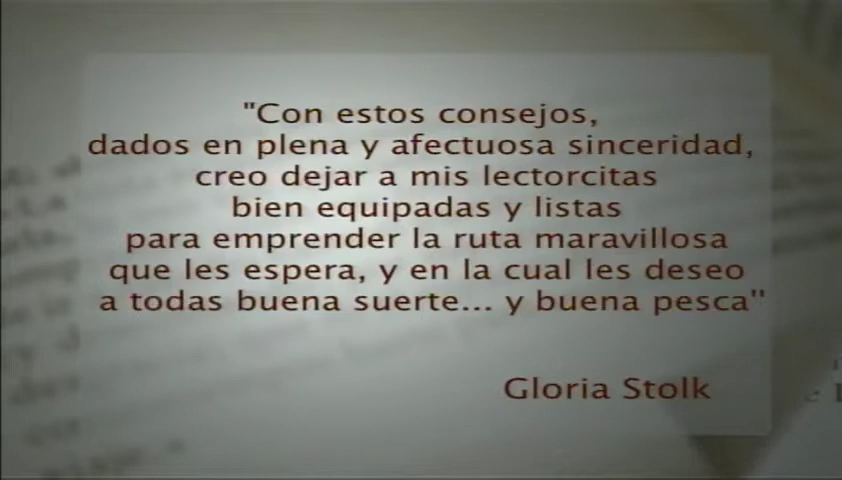 "Con estos consejos,
dados en plena y afectuosa sinceridad,
creo dejar a mis lectorcitas
bien equipadas y listas
para emprender la ruta maravillosa
que les espera, y en la cual les deseo
a todas buena suerte... y buena pesca"
Gloria Stolk